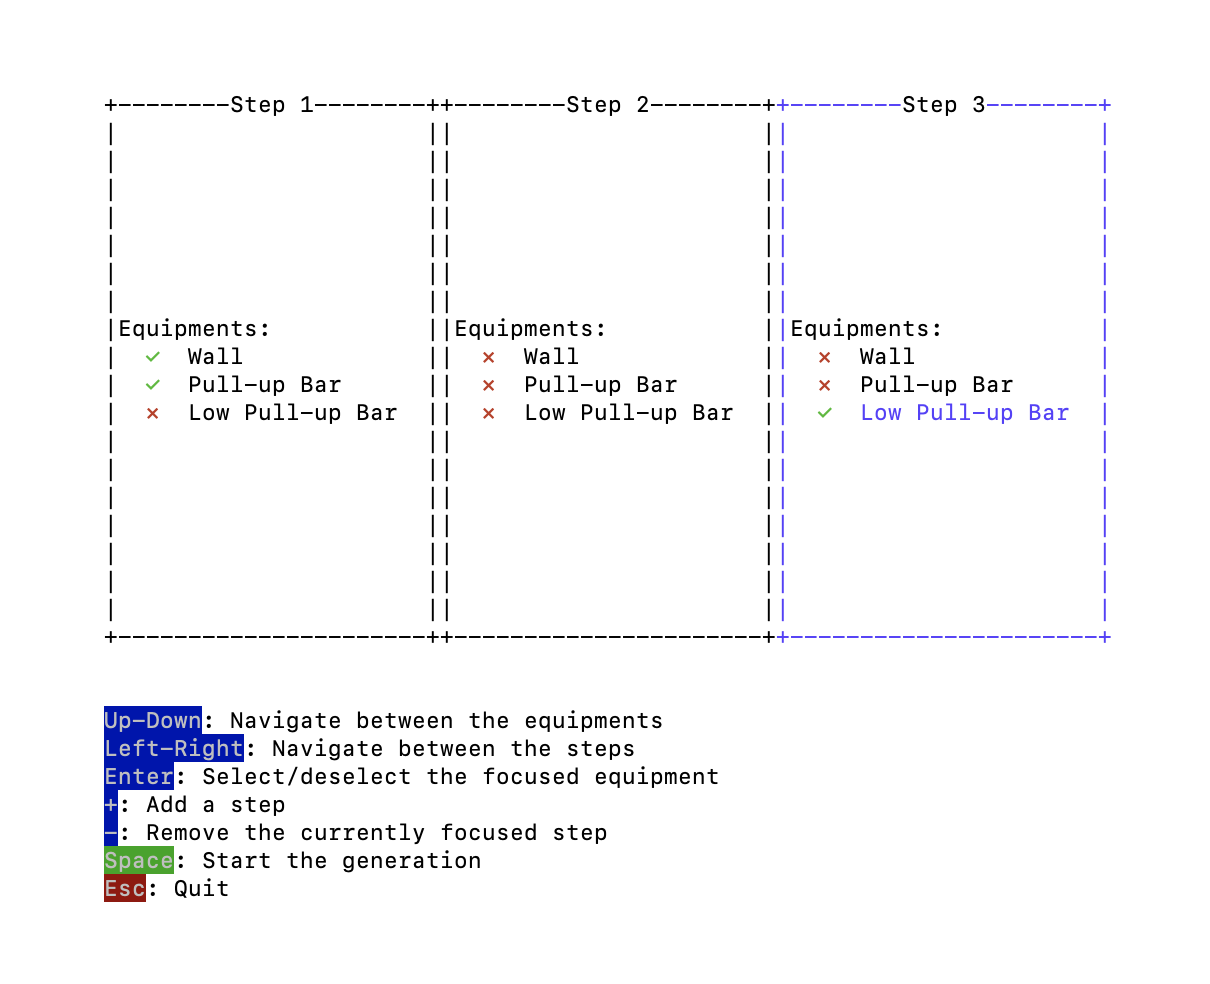 +--------Step 1--------++--------Step 2--------++--------Step 3--------+
|Equipments:           ||Equipments:           ||Equipments:           |
|  ✓  Wall             ||  ✗  Wall             ||  ✗  Wall             |
|  ✓  Pull-up Bar      ||  ✗  Pull-up Bar      ||  ✗  Pull-up Bar      |
|  ✗  Low Pull-up Bar  ||  ✗  Low Pull-up Bar  ||  ✓  Low Pull-up Bar  |
Up-Down: Navigate between the equipments
Left-Right: Navigate between the steps
Enter: Select/deselect the focused equipment
+: Add a step
-: Remove the currently focused step
Space: Start the generation
Esc: Quit